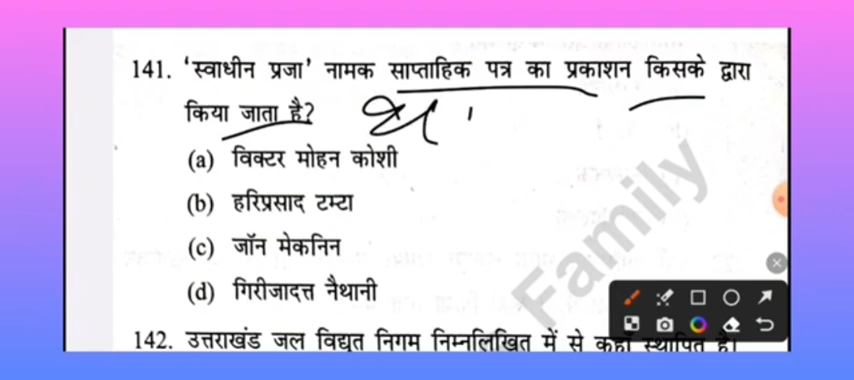 141. 'स्वाधीन प्रजा' नामक साप्ताहिक पत्र का प्रकाशन किसके द्वारा
किया जाता है?
(a) विक्टर मोहन कोशी
(b) हरिप्रसाद टम्टा
(c) जॉन मेकनिन
(d) गिरीजादत्त नैथानी
Family
142. उत्तराखंड जल विद्युत निगम निम्नलिखित में से कहाँ स्थापित है।